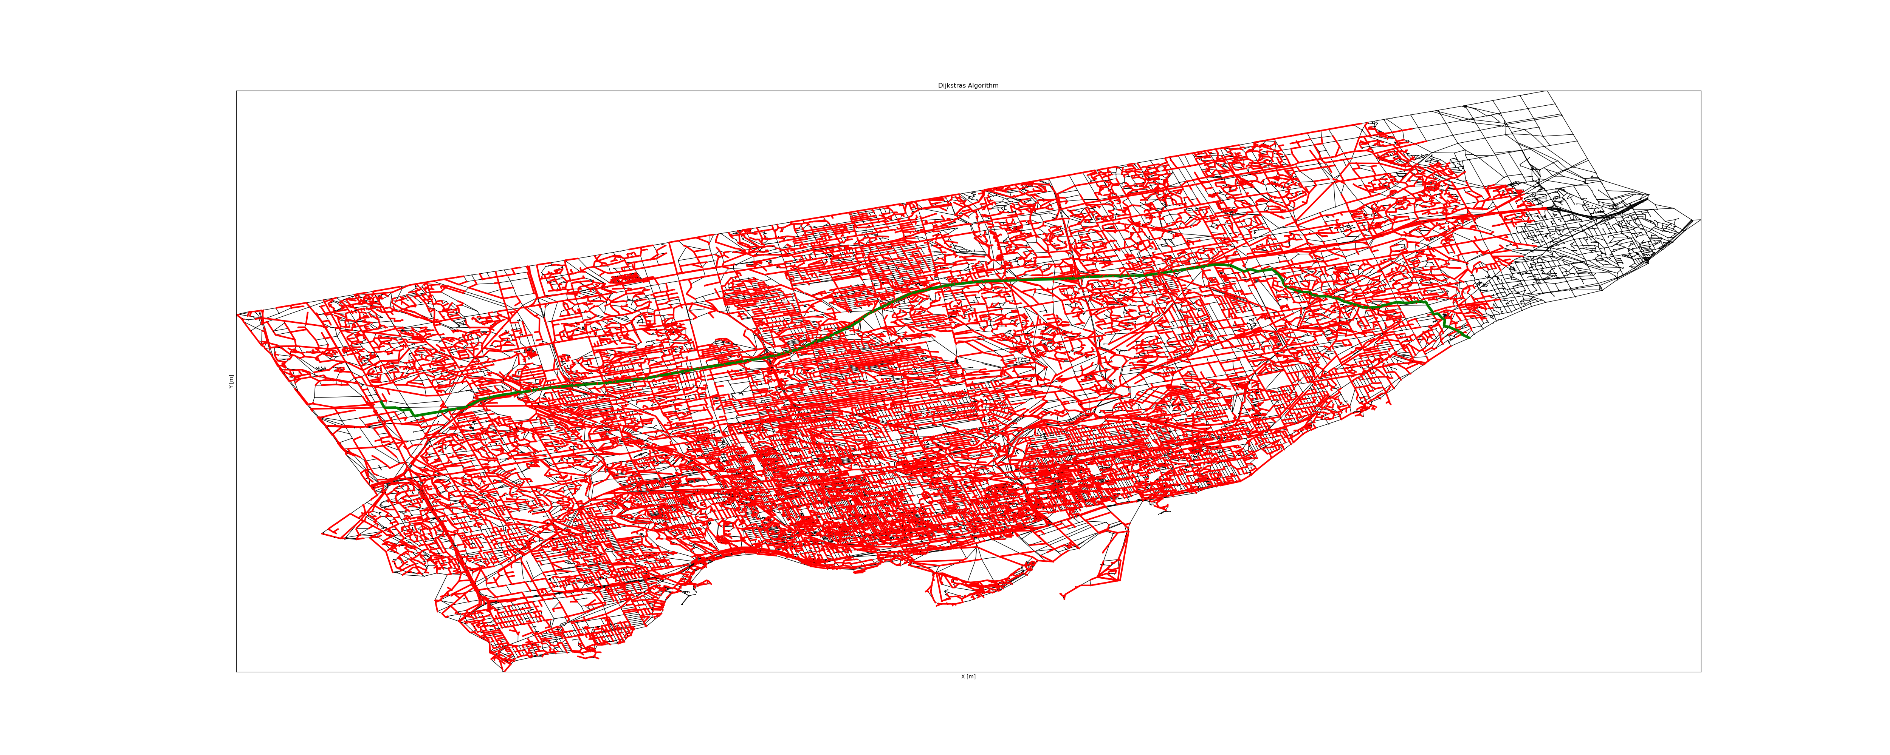 Dijkstras Algorithm
Y [m]
X [m]